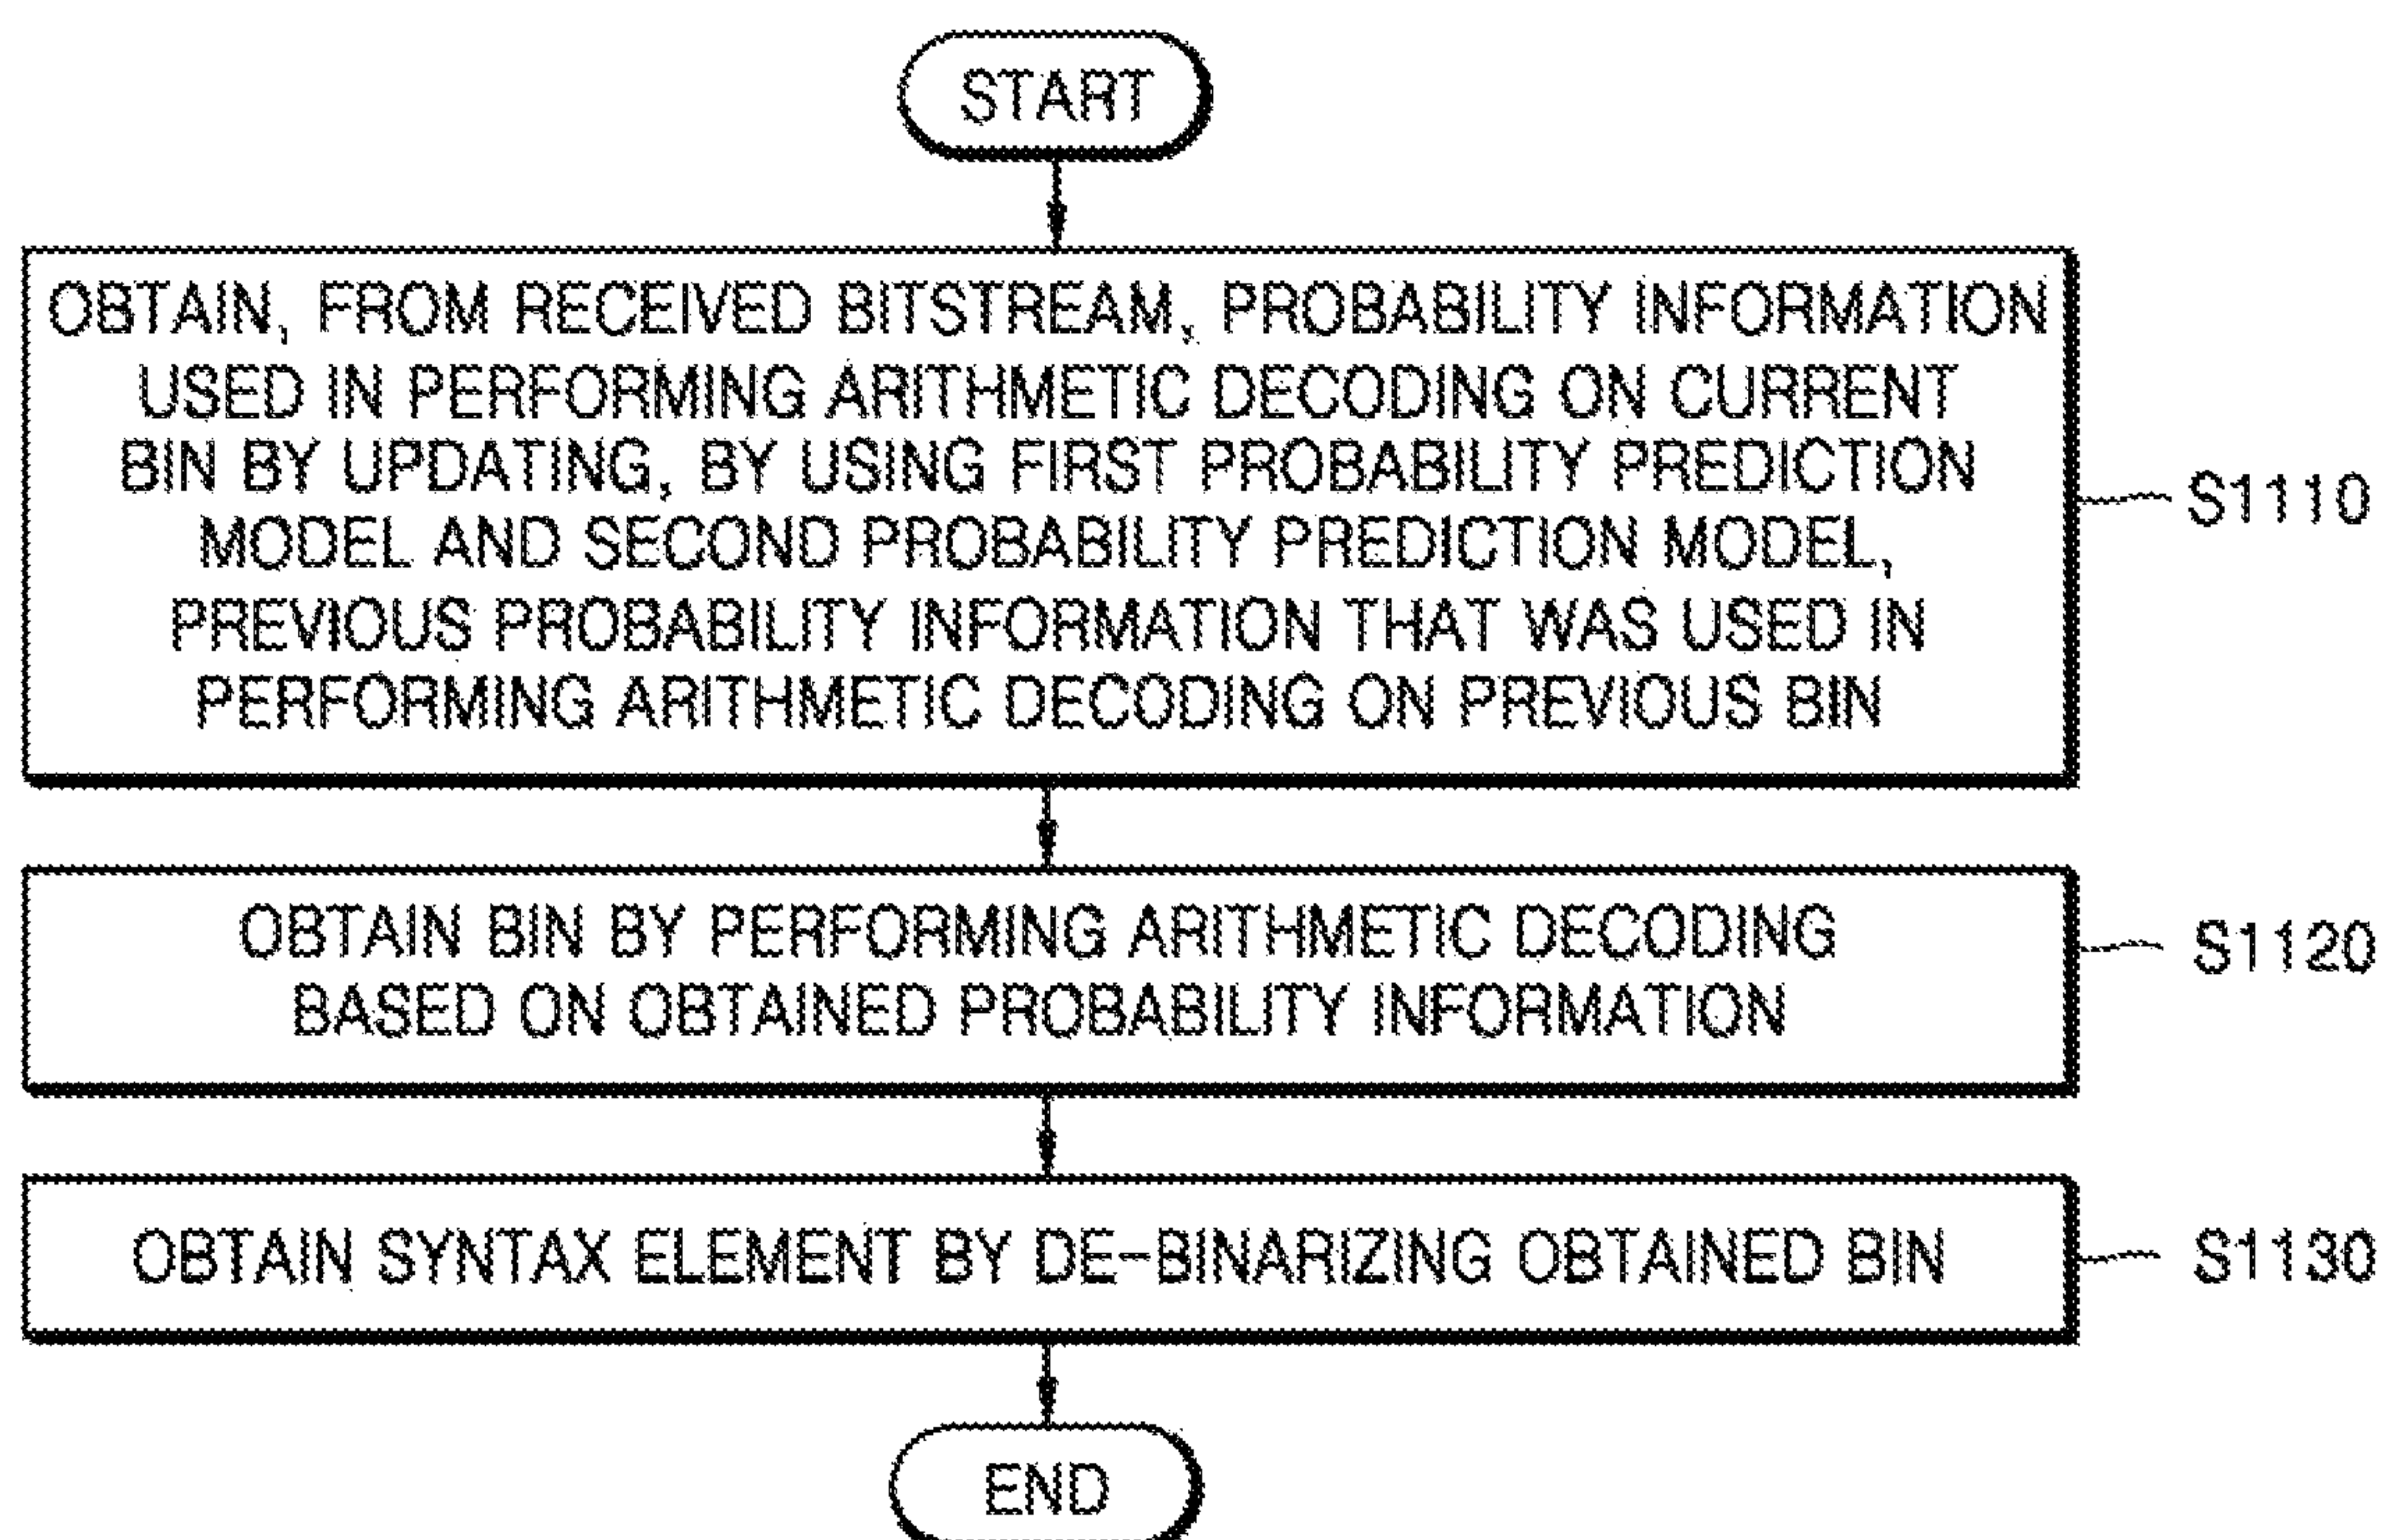 START
OBTAIN, FROM RECEIVED BITSTREAM, PROBABILITY INFORMATION
USED IN PERFORMING ARITHMETIC DECODING ON CURRENT
BIN BY UPDATING, BY USING FIRST PROBABILITY PREDICTION
MODEL AND SECOND PROBABILITY PREDICTION MODEL,
PREVIOUS PROBABILITY INFORMATION THAT WAS USED IN
PERFORMING ARITHMETIC DECODING ON PREVIOUS BIN
S1110
OBTAIN BIN BY PERFORMING ARITHMETIC DECODING
BASED ON OBTAINED PROBABILITY INFORMATION
S1120
OBTAIN SYNTAX ELEMENT BY DE-BINARIZING OBTAINED BIN
S1130
END